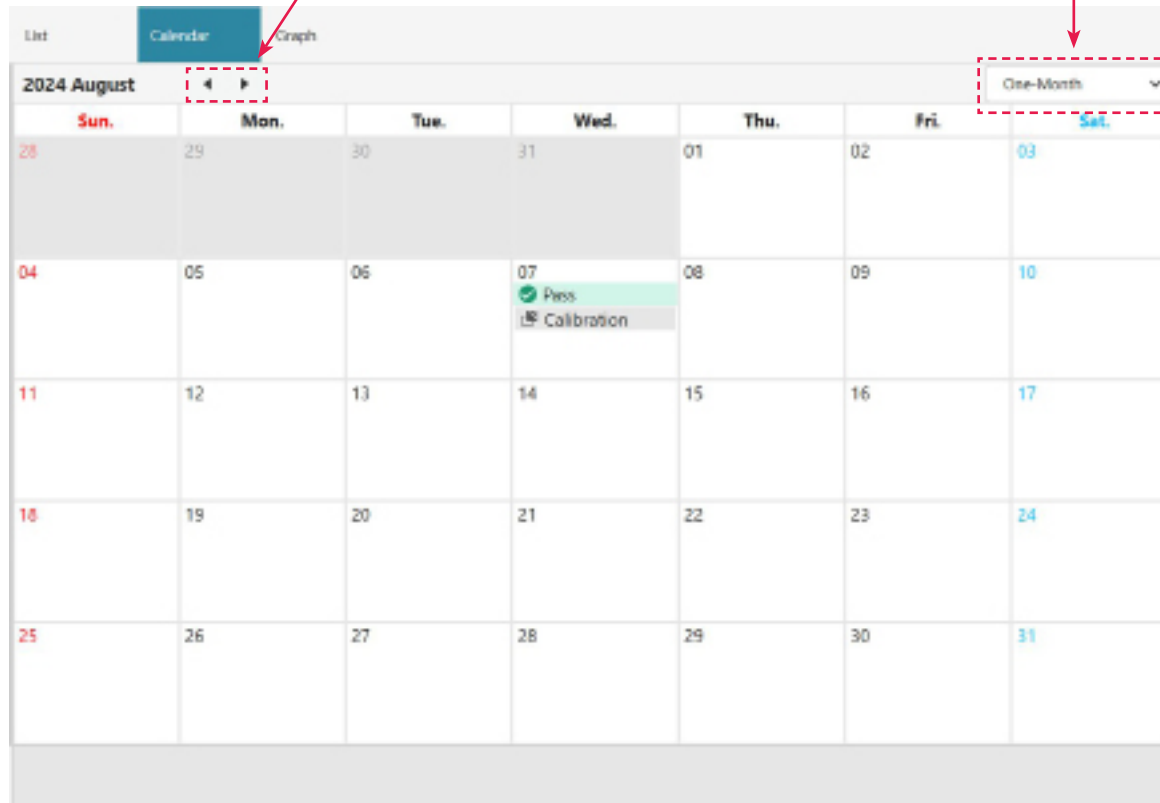 List Calendar Graph
2024 August One-Month
Sun. Mon. Tue. Wed. Thu. Fri. Sat.
28 29 30 31 01 02 03
04 05 06 07 08 09 10
Pass
Calibration
11 12 13 14 15 16 17
18 19 20 21 22 23 24
25 26 27 28 29 30 31